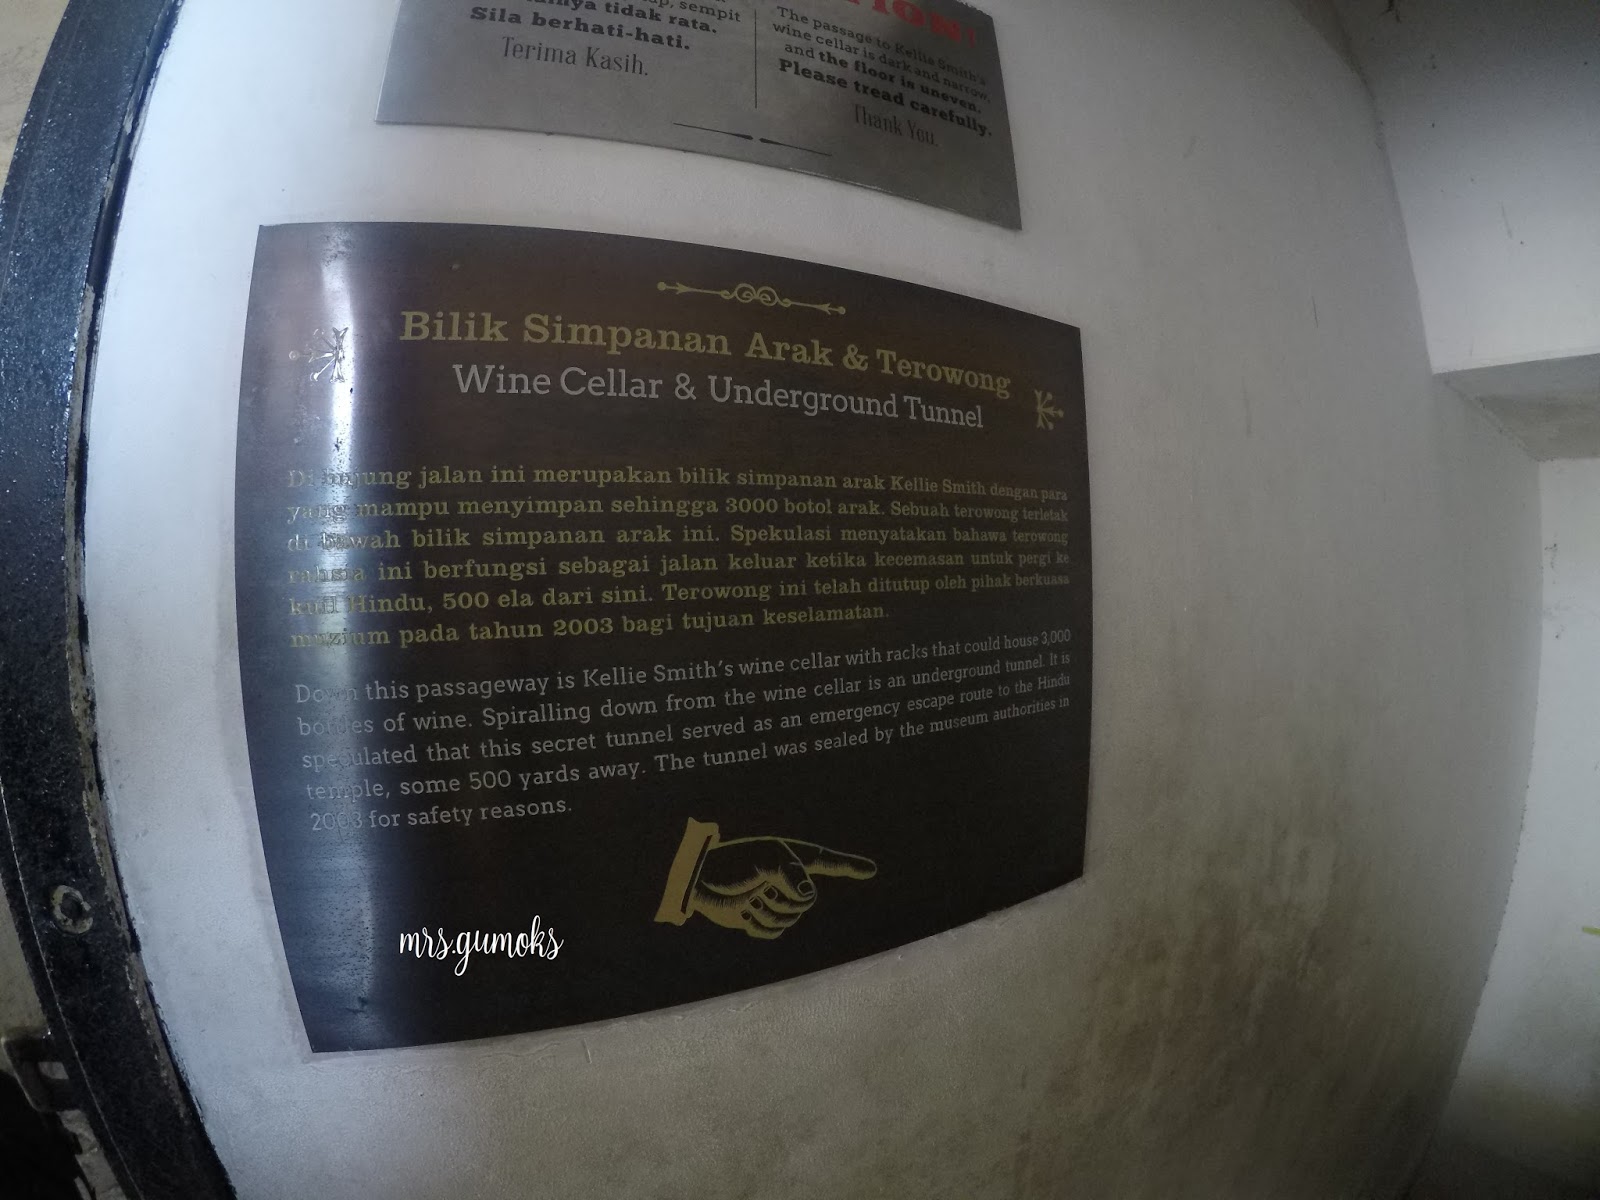 sempit
tidak rata.
Sila berhati-hati.
Terima Kasih.
The passage to Kellie Smith's
wine cellar is dark and narrow,
and the floor is uneven.
Please tread carefully.
Thank You.
Bilik Simpanan Arak & Terowong
Wine Cellar & Underground Tunnel
jalan ini merupakan bilik simpanan arak Kellie Smith dengan para
yang mampu menyimpan sehingga 3000 botol arak. Sebuah terowong terletak
di bawah bilik simpanan arak ini. Spekulasi menyatakan bahawa terowong
rahsia ini berfungsi sebagai jalan keluar ketika kecemasan untuk pergi ke
kuil Hindu, 500 ela dari sini. Terowong ini telah ditutup oleh pihak berkuasa
muzium pada tahun 2003 bagi tujuan keselamatan.
Down this passageway is Kellie Smith's wine cellar with racks that could house 3,000
bottles of wine. Spiralling down from the wine cellar is an underground tunnel. It is
speculated that this secret tunnel served as an emergency escape route to the Hindu
temple, some 500 yards away. The tunnel was sealed by the museum authorities in
2003 for safety reasons.
mrs.gumoks